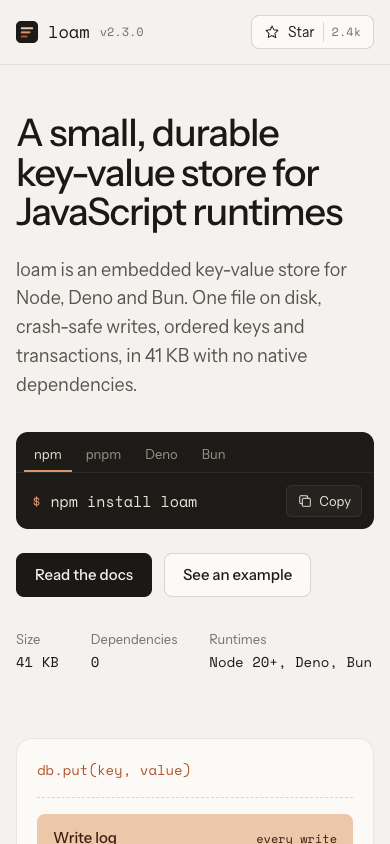 loam v2.3.0 Star 2.4k
A small, durable
key-value store for
JavaScript runtimes
loam is an embedded key-value store for
Node, Deno and Bun. One file on disk,
crash-safe writes, ordered keys and
transactions, in 41 KB with no native
dependencies.
npm pnpm Deno Bun
$ npm install loam Copy
Read the docs See an example
Size Dependencies Runtimes
41 KB 0 Node 20+, Deno, Bun
db.put(key, value)
Write log every write